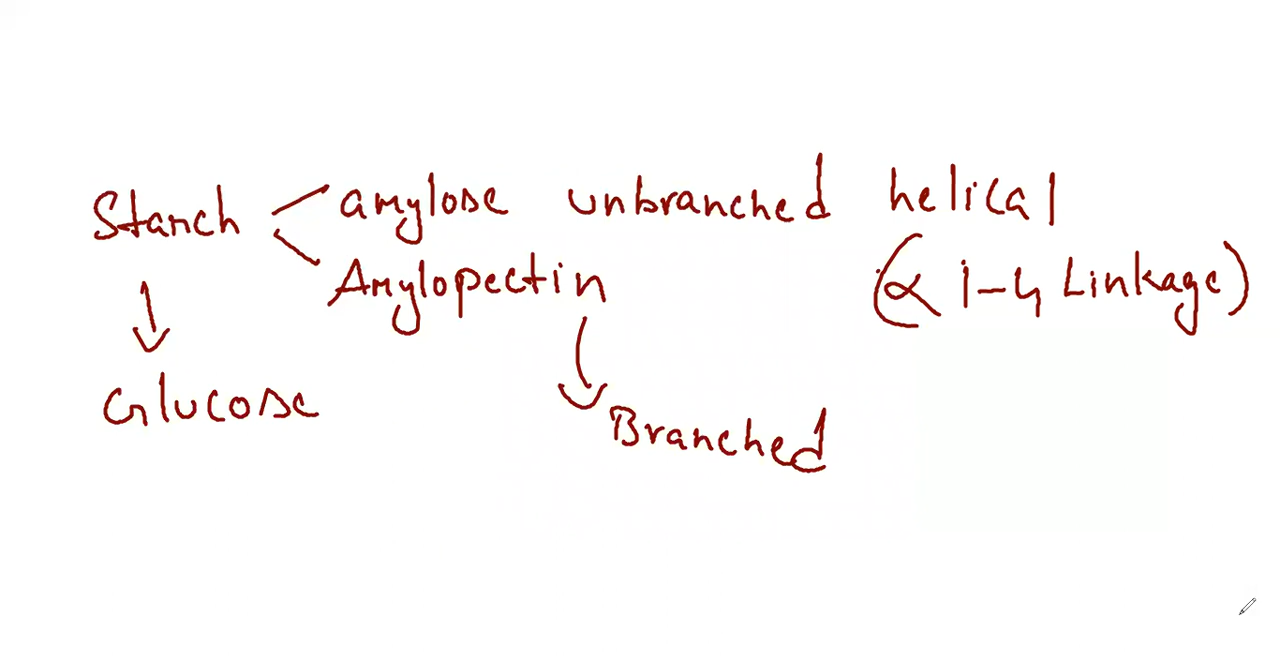 Starch amylose unbranched helical
Amylopectin (α 1-4 Linkage)
Glucose
Branched